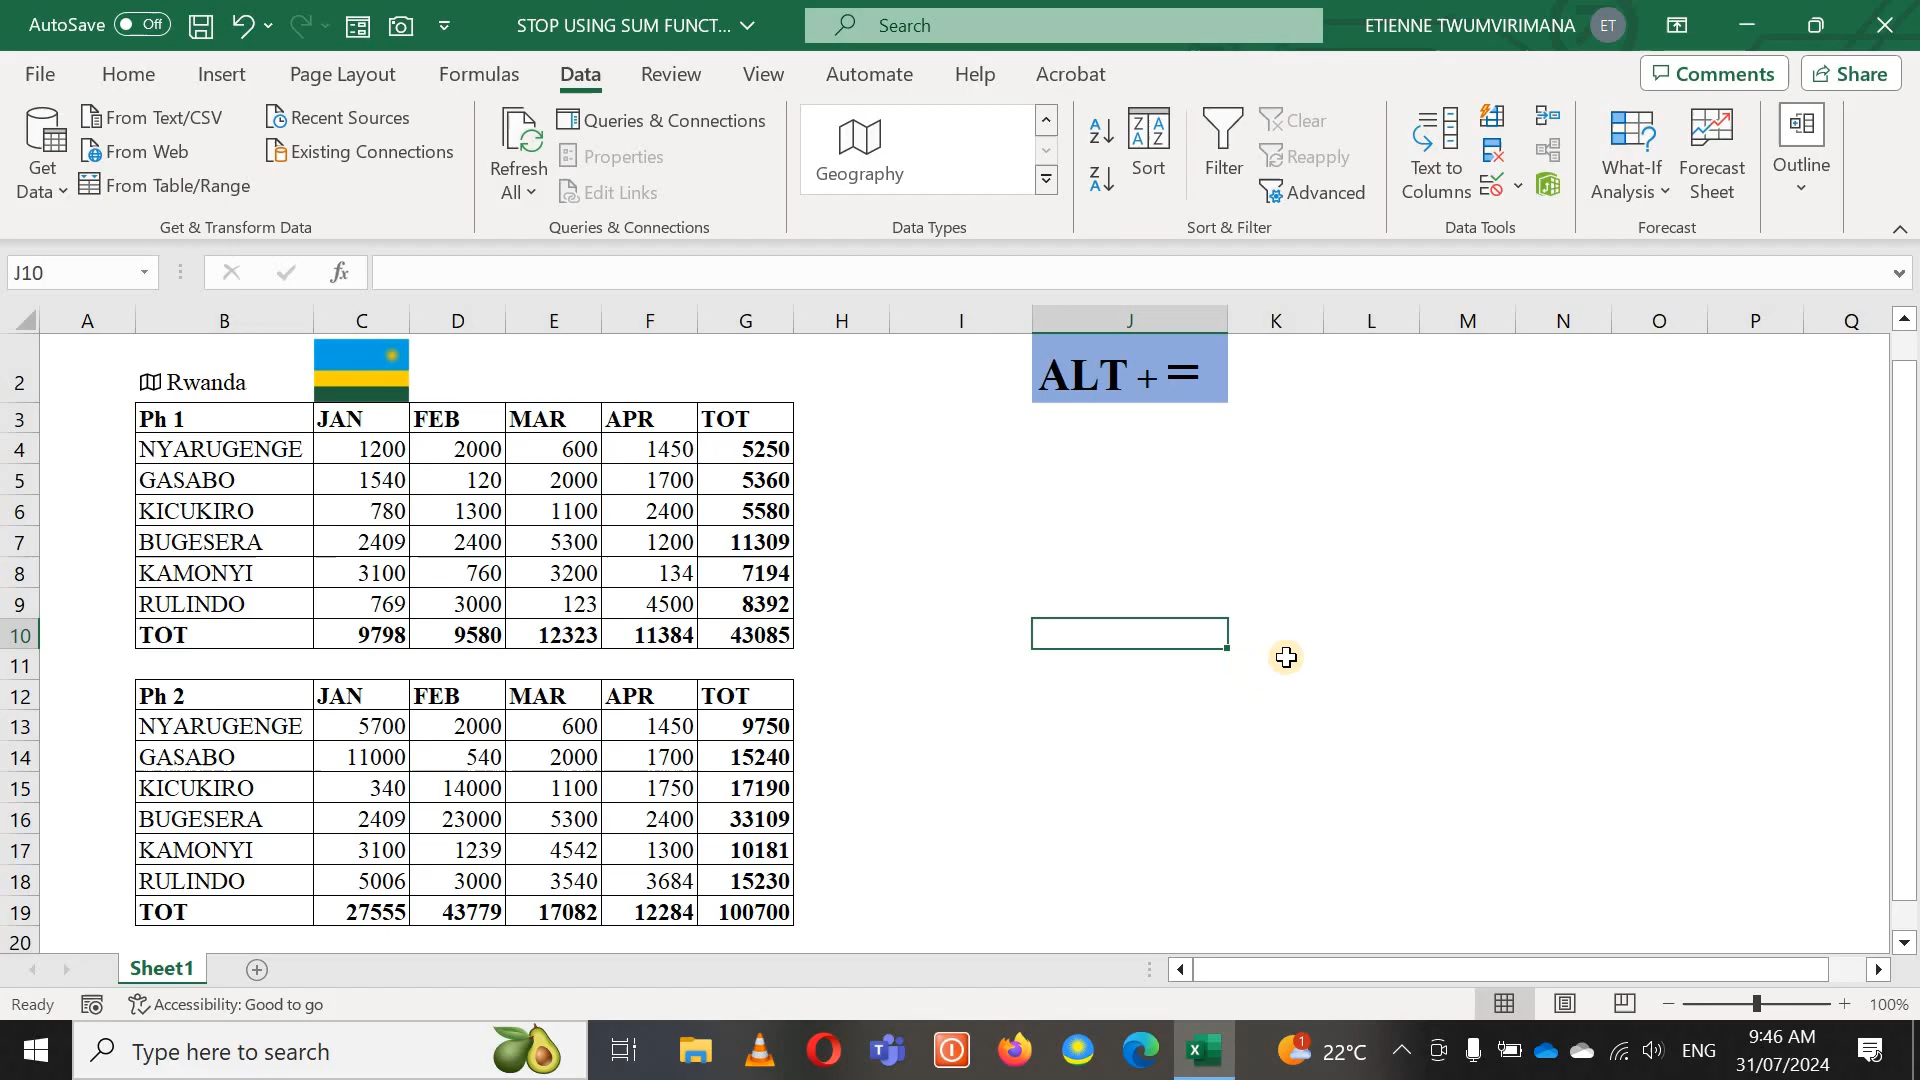 AutoSave Off STOP USING SUM FUNCT... Search ETIENNE TWUMVIRIMANA ET
File Home Insert Page Layout Formulas Data Review View Automate Help Acrobat Comments Share
Get Data
From Text/CSV
From Web
From Table/Range
Recent Sources
Existing Connections
Get & Transform Data
Refresh All
Queries & Connections
Properties
Edit Links
Queries & Connections
Geography
Data Types
Sort
Filter
Clear
Reapply
Advanced
Sort & Filter
Text to Columns
Data Tools
What-If Analysis
Forecast Sheet
Forecast
Outline
J10 fx
A B C D E F G H I J K L M N O P Q
2 Rwanda ALT + =
3 Ph 1 JAN FEB MAR APR TOT
4 NYARUGENGE 1200 2000 600 1450 5250
5 GASABO 1540 120 2000 1700 5360
6 KICUKIRO 780 1300 1100 2400 5580
7 BUGESERA 2409 2400 5300 1200 11309
8 KAMONYI 3100 760 3200 134 7194
9 RULINDO 769 3000 123 4500 8392
10 TOT 9798 9580 12323 11384 43085
11
12 Ph 2 JAN FEB MAR APR TOT
13 NYARUGENGE 5700 2000 600 1450 9750
14 GASABO 11000 540 2000 1700 15240
15 KICUKIRO 340 14000 1100 1750 17190
16 BUGESERA 2409 23000 5300 2400 33109
17 KAMONYI 3100 1239 4542 1300 10181
18 RULINDO 5006 3000 3540 3684 15230
19 TOT 27555 43779 17082 12284 100700
20
Sheet1
Ready Accessibility: Good to go 100%
Type here to search 1 22°C ENG 9:46 AM
31/07/2024